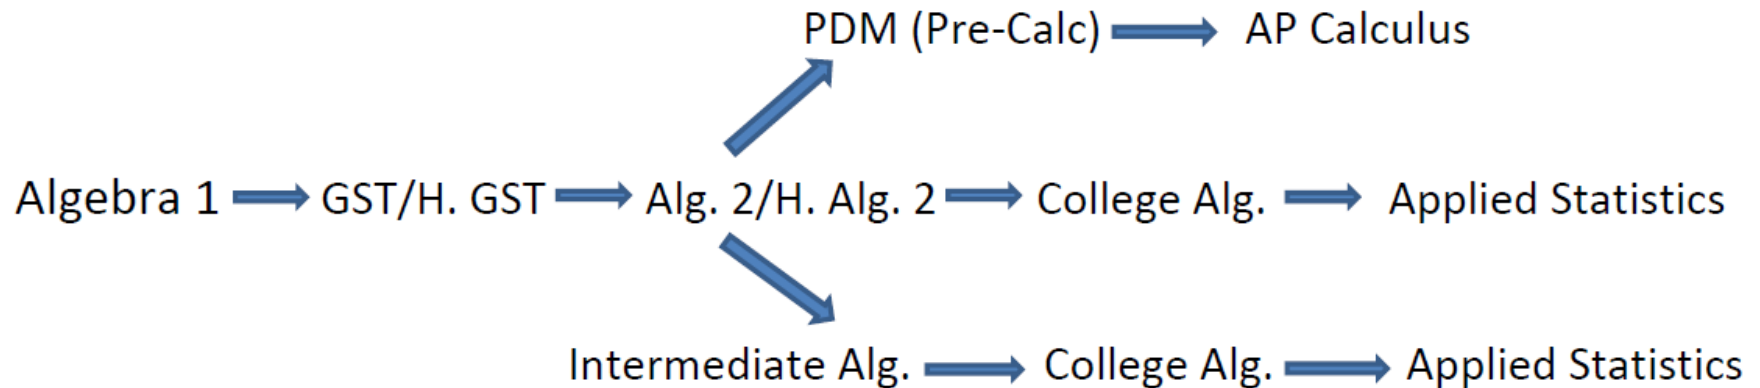 PDM (Pre-Calc) AP Calculus
Algebra 1 GST/H. GST Alg. 2/H. Alg. 2 College Alg. Applied Statistics
Intermediate Alg. College Alg. Applied Statistics